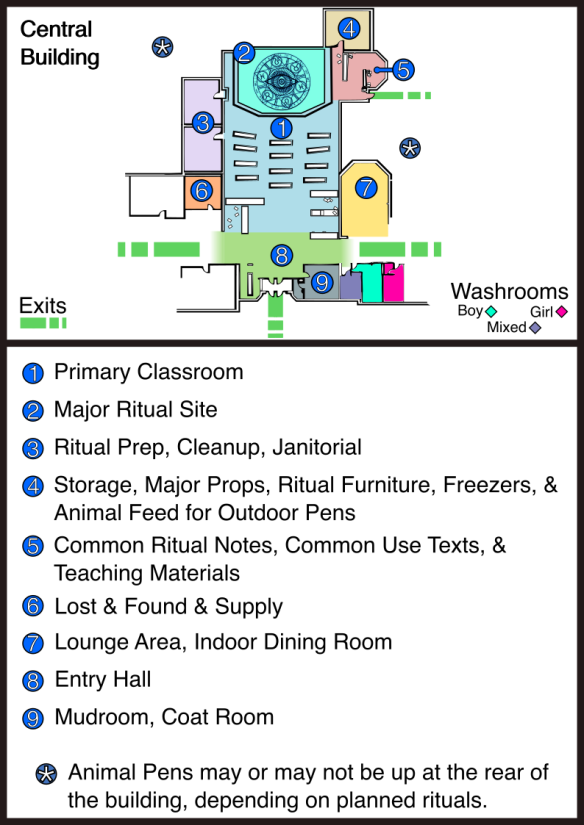 Central
Building
4
2
5
3
1
6
7
8
9
Exits
Washrooms
Boy Girl
Mixed
1 Primary Classroom
2 Major Ritual Site
3 Ritual Prep, Cleanup, Janitorial
4 Storage, Major Props, Ritual Furniture, Freezers, &
Animal Feed for Outdoor Pens
5 Common Ritual Notes, Common Use Texts, &
Teaching Materials
6 Lost & Found & Supply
7 Lounge Area, Indoor Dining Room
8 Entry Hall
9 Mudroom, Coat Room
Animal Pens may or may not be up at the rear of
the building, depending on planned rituals.